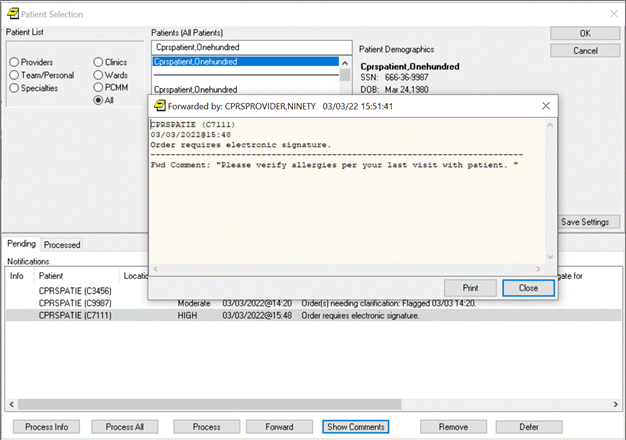 Patient Selection
Patient List
Providers
Team/Personal
Specialties
Clinics
Wards
PCMM
All
Patients (All Patients)
Cprspatient,Onehundred
Cprspatient,Onehundred
Cprspatient,Onehundred
Patient Demographics
Cprspatient,Onehundred
SSN: 666-36-9987
DOB: Mar 24,1980
OK
Cancel
Forwarded by: CPRSPROVIDER,NINETY 03/03/22 15:51:41
CPRSPATIE (C7111)
03/03/2022@15:48
Order requires electronic signature.
--------------------------------------------------------------------------------
Fwd Comment: "Please verify allergies per your last visit with patient. "
Print
Close
Save Settings
Pending
Processed
Notifications
Info Patient Locatio gate for
CPRSPATIE (C3456)
CPRSPATIE (C9987) Moderate 03/03/2022@14:20 Order(s) needing clarification: Flagged 03/03 14:20.
CPRSPATIE (C7111) HIGH 03/03/2022@15:48 Order requires electronic signature.
Process Info
Process All
Process
Forward
Show Comments
Remove
Defer